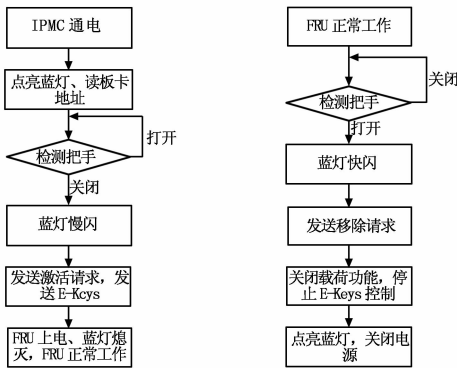 IPMC 通电
点亮蓝灯、读板卡
地址
打开
检测把手
关闭
蓝灯慢闪
发送激活请求，发
送 E-Kcys
FRU 上电、蓝灯熄
灭，FRU 正常工作
FRU 正常工作
关闭
检测把手
打开
蓝灯快闪
发送移除请求
关闭载荷功能，停
止 E-Keys 控制
点亮蓝灯，关闭电
源